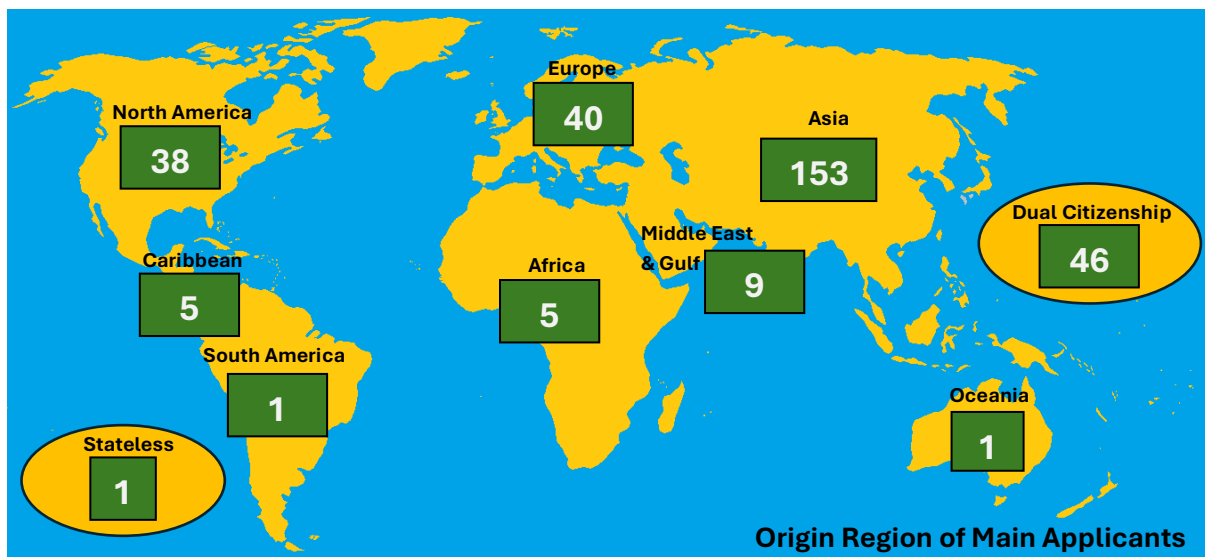 Europe
40
North America
38
Asia
153
Dual Citizenship
46
Middle East
& Gulf
9
Caribbean
5
Africa
5
South America
1
Oceania
1
Stateless
1
Origin Region of Main Applicants